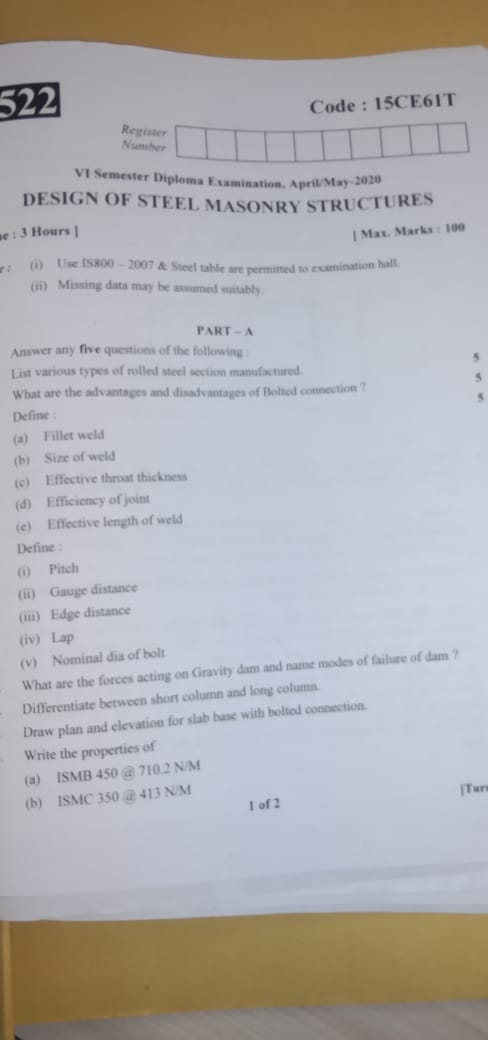 522
Code : 15CE61T
Register
Number
VI Semester Diploma Examination, April/May-2020
DESIGN OF STEEL MASONRY STRUCTURES
e : 3 Hours ]
[ Max. Marks : 100
: (i) Use IS800 – 2007 & Steel table are permitted to examination hall.
(ii) Missing data may be assumed suitably.
PART – A
Answer any five questions of the following :
List various types of rolled steel section manufactured. 5
What are the advantages and disadvantages of Bolted connection ? 5
Define : 5
(a) Fillet weld
(b) Size of weld
(c) Effective throat thickness
(d) Efficiency of joint
(e) Effective length of weld
Define :
(i) Pitch
(ii) Gauge distance
(iii) Edge distance
(iv) Lap
(v) Nominal dia of bolt
What are the forces acting on Gravity dam and name modes of failure of dam ?
Differentiate between short column and long column.
Draw plan and elevation for slab base with bolted connection.
Write the properties of
(a) ISMB 450 @ 710.2 N/M
(b) ISMC 350 @ 413 N/M
1 of 2
[Tur